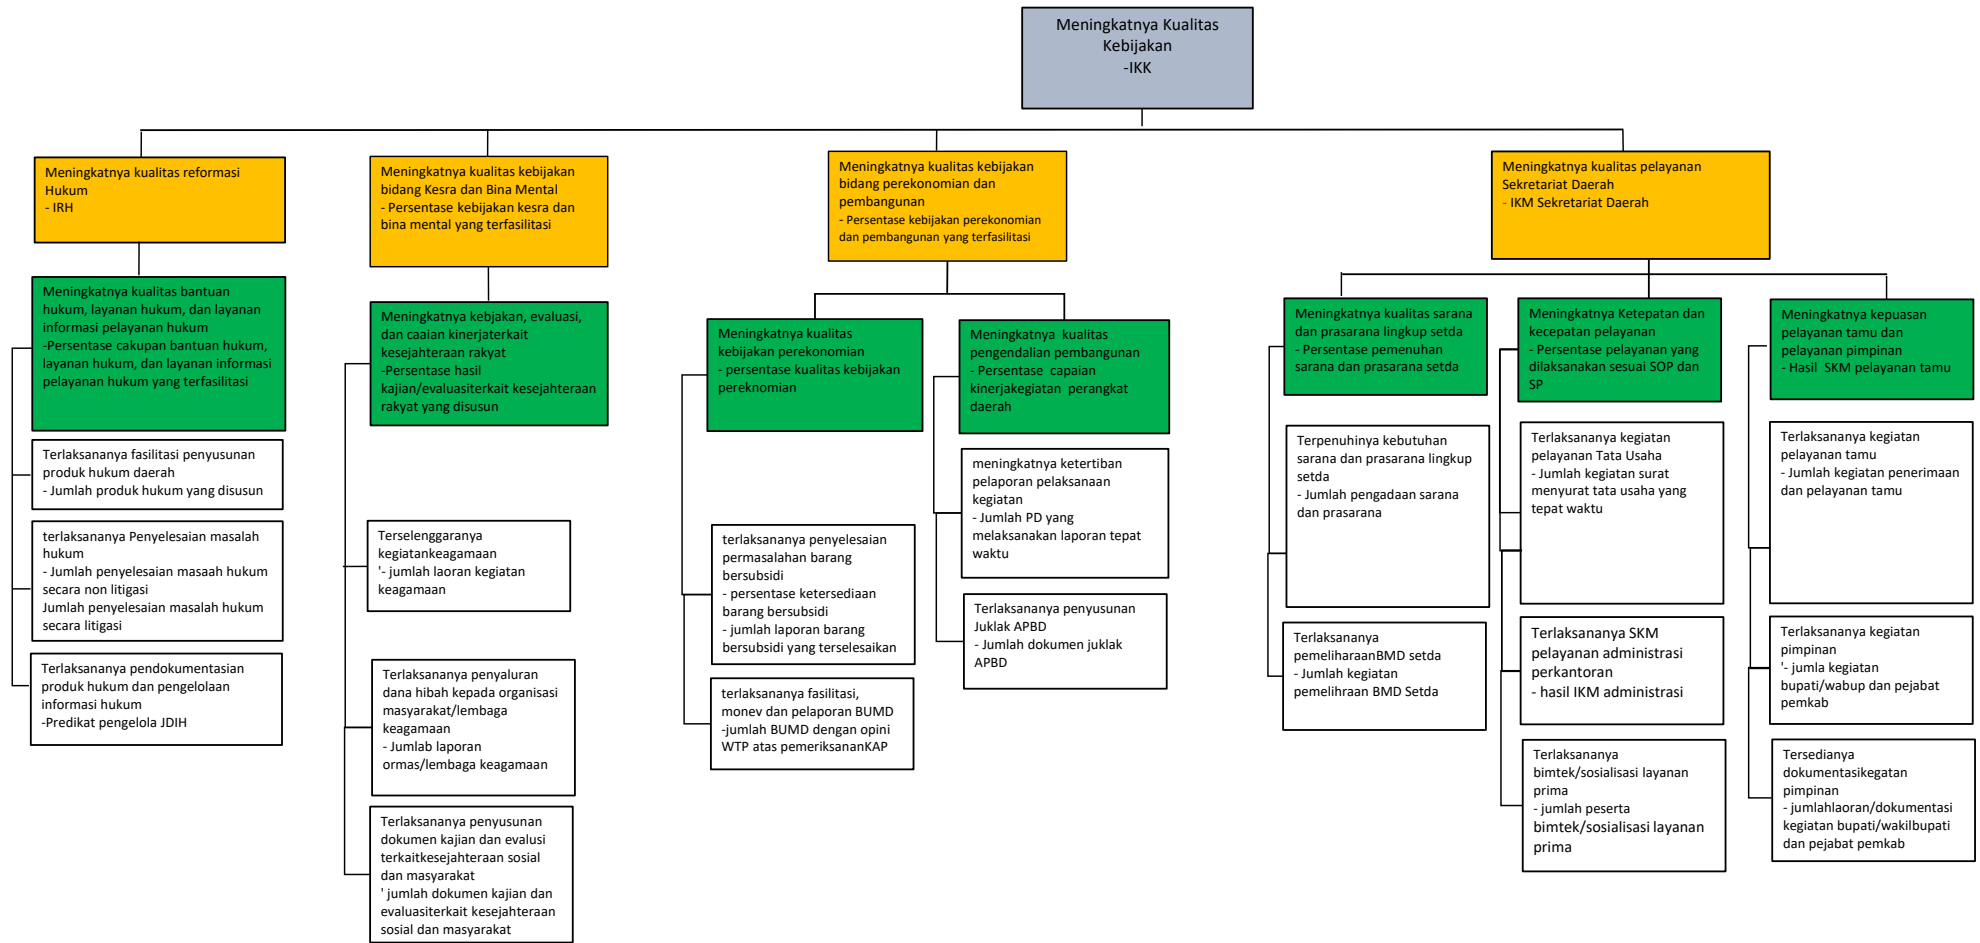 Meningkatnya Kualitas
Kebijakan
-IKK
Meningkatnya kualitas reformasi
Hukum
- IRH
Meningkatnya kualitas kebijakan
bidang Kesra dan Bina Mental
- Persentase kebijakan kesra dan
bina mental yang terfasilitasi
Meningkatnya kualitas kebijakan
bidang perekonomian dan
pembangunan
- Persentase kebijakan perekonomian
dan pembangunan yang terfasilitasi
Meningkatnya kualitas pelayanan
Sekretariat Daerah
- IKM Sekretariat Daerah
Meningkatnya kualitas bantuan
hukum, layanan hukum, dan layanan
informasi pelayanan hukum
-Persentase cakupan bantuan hukum,
layanan hukum, dan layanan informasi
pelayanan hukum yang terfasilitasi
Meningkatnya kebjakan, evaluasi,
dan caaian kinerjaterkait
kesejahteraan rakyat
-Persentase hasil
kajian/evaluasiterkait kesejahteraan
rakyat yang disusun
Meningkatnya kualitas
kebijakan perekonomian
- persentase kualitas kebijakan
pereknomian
Meningkatnya  kualitas
pengendalian pembangunan
- Persentase  capaian
kinerjakegiatan  perangkat
daerah
Meningkatnya kualitas sarana
dan prasarana lingkup setda
- Persentase pemenuhan
sarana dan prasarana setda
Meningkatnya Ketepatan dan
kecepatan pelayanan
- Persentase pelayanan yang
dilaksanakan sesuai SOP dan
SP
Meningkatnya kepuasan
pelayanan tamu dan
pelayanan pimpinan
- Hasil  SKM pelayanan tamu
Terlaksananya fasilitasi penyusunan
produk hukum daerah
- Jumlah produk hukum yang disusun
terlaksananya Penyelesaian masalah
hukum
- Jumlah penyelesaian masaah hukum
secara non litigasi
Jumlah penyelesaian masalah hukum
secara litigasi
Terlaksananya pendokumentasian
produk hukum dan pengelolaan
informasi hukum
-Predikat pengelola JDIH
Terselenggaranya
kegiatankeagamaan
'- jumlah laoran kegiatan
keagamaan
Terlaksananya penyaluran
dana hibah kepada organisasi
masyarakat/lembaga
keagamaan
- Jumlab laporan
ormas/lembaga keagamaan
Terlaksananya penyusunan
dokumen kajian dan evalusi
terkaitkesejahteraan sosial
dan masyarakat
' jumlah dokumen kajian dan
evaluasiterkait kesejahteraan
sosial dan masyarakat
terlaksananya penyelesaian
permasalahan barang
bersubsidi
- persentase ketersediaan
barang bersubsidi
- jumlah laporan barang
bersubsidi yang terselesaikan
terlaksananya fasilitasi,
monev dan pelaporan BUMD
-jumlah BUMD dengan opini
WTP atas pemeriksananKAP
meningkatnya ketertiban
pelaporan pelaksanaan
kegiatan
- Jumlah PD yang
melaksanakan laporan tepat
waktu
Terlaksananya penyusunan
Juklak APBD
- Jumlah dokumen juklak
APBD
Terpenuhinya kebutuhan
sarana dan prasarana lingkup
setda
- Jumlah pengadaan sarana
dan prasarana
Terlaksananya
pemeliharaanBMD setda
- Jumlah kegiatan
pemelihraan BMD Setda
Terlaksananya kegiatan
pelayanan Tata Usaha
- Jumlah kegiatan surat
menyurat tata usaha yang
tepat waktu
Terlaksananya SKM
pelayanan administrasi
perkantoran
- hasil IKM administrasi
Terlaksananya
bimtek/sosialisasi layanan
prima
- jumlah peserta
bimtek/sosialisasi layanan
prima
Terlaksananya kegiatan
pelayanan tamu
- Jumlah kegiatan penerimaan
dan pelayanan tamu
Terlaksananya kegiatan
pimpinan
'- jumla kegiatan
bupati/wabup dan pejabat
pemkab
Tersedianya
dokumentasikegatan
pimpinan
- jumlahlaoran/dokumentasi
kegiatan bupati/wakilbupati
dan pejabat pemkab